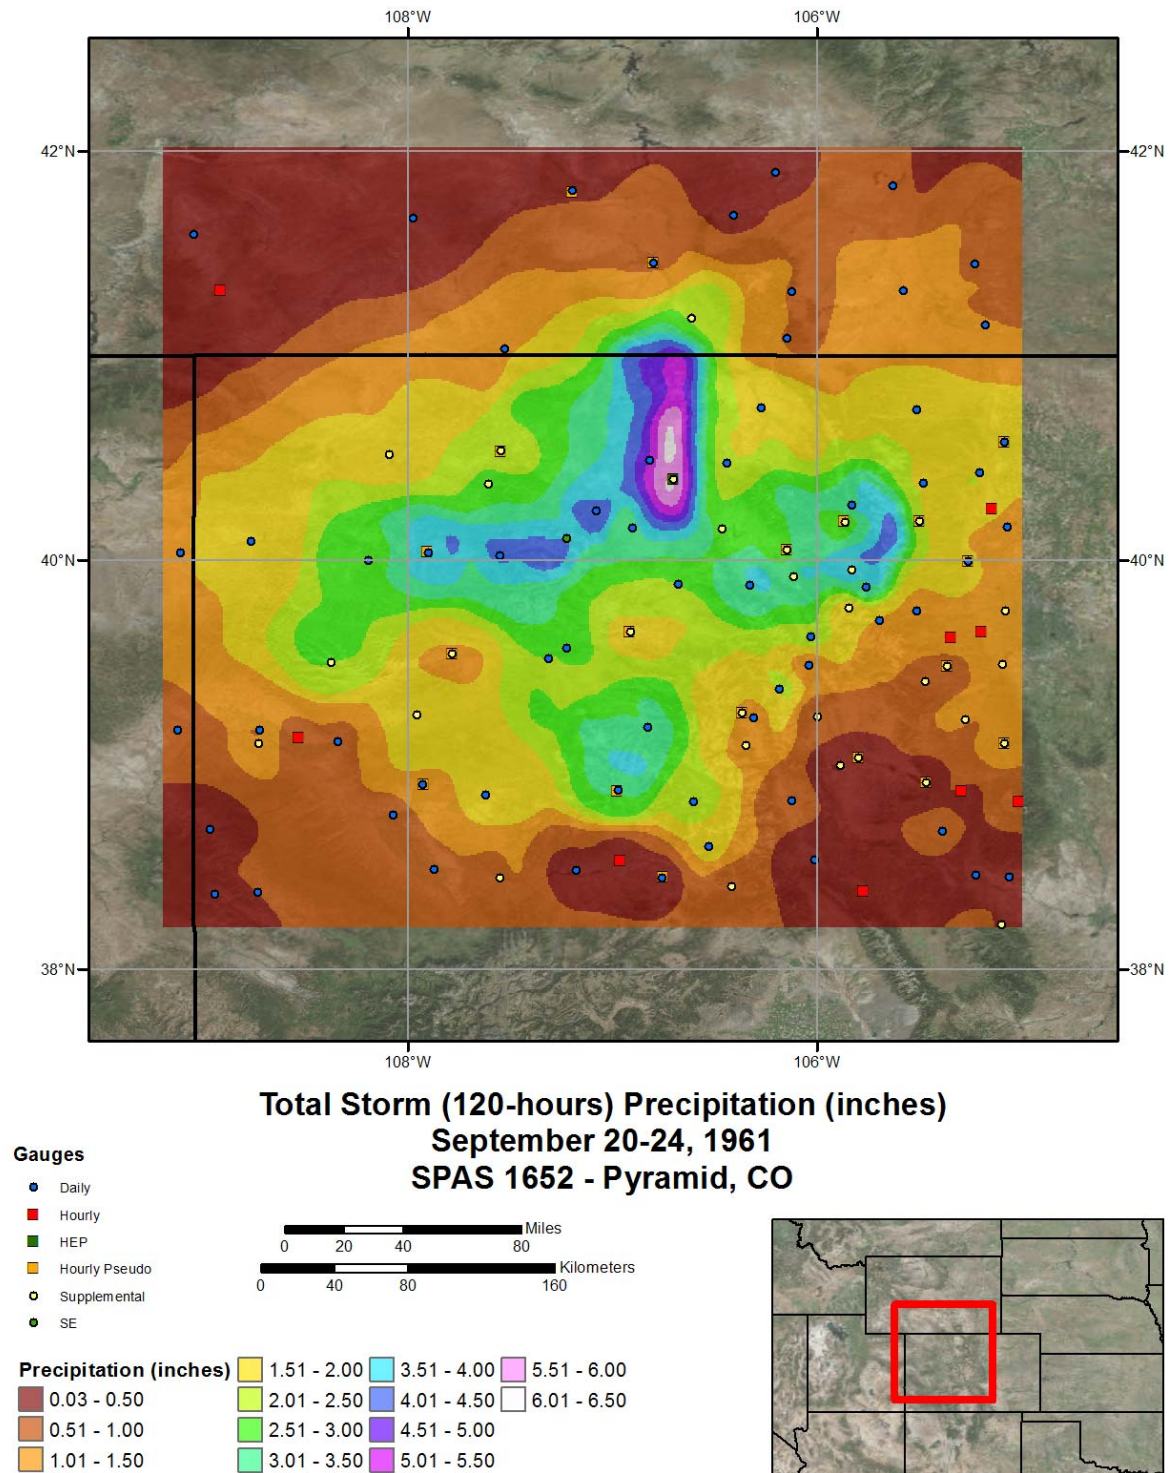 108°W 106°W
42°N 42°N
40°N 40°N
38°N 38°N
108°W 106°W
Total Storm (120-hours) Precipitation (inches)
September 20-24, 1961
SPAS 1652 - Pyramid, CO
Gauges
Daily
Hourly
HEP
Hourly Pseudo
Supplemental
SE
Miles
0 20 40 80
Kilometers
0 40 80 160
Precipitation (inches)
0.03 - 0.50
0.51 - 1.00
1.01 - 1.50
1.51 - 2.00
2.01 - 2.50
2.51 - 3.00
3.01 - 3.50
3.51 - 4.00
4.01 - 4.50
4.51 - 5.00
5.01 - 5.50
5.51 - 6.00
6.01 - 6.50